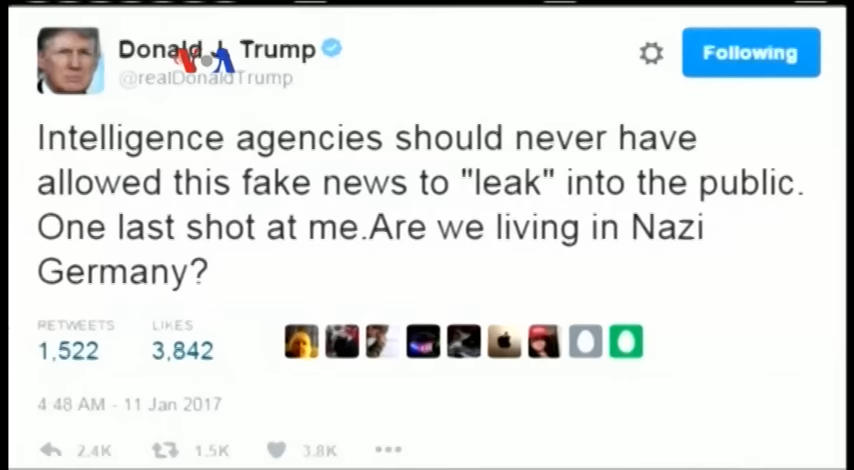 Donald J. Trump
VOA
@realDonaldTrump
Following
Intelligence agencies should never have
allowed this fake news to "leak" into the public.
One last shot at me.Are we living in Nazi
Germany?
RETWEETS LIKES
1,522 3,842
4:48 AM - 11 Jan 2017
2.4K 1.5K 3.8K